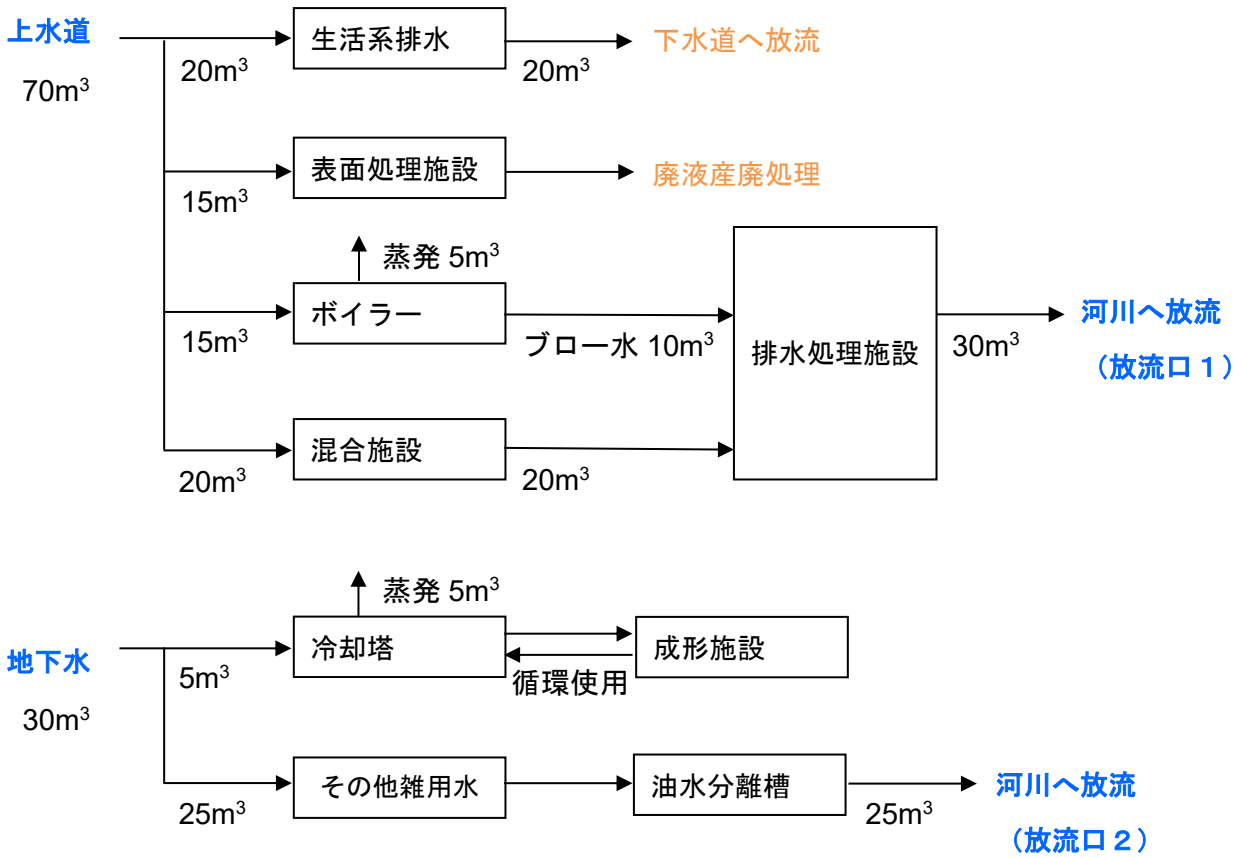 上水道
70m³
20m³
生活系排水
20m³
下水道へ放流
15m³
表面処理施設
廃液産廃処理
蒸発 5m³
15m³
ボイラー
ブロー水 10m³
排水処理施設
30m³
河川へ放流
（放流口１）
20m³
混合施設
20m³
地下水
30m³
蒸発 5m³
5m³
冷却塔
循環使用
成形施設
25m³
その他雑用水
油水分離槽
25m³
河川へ放流
（放流口２）